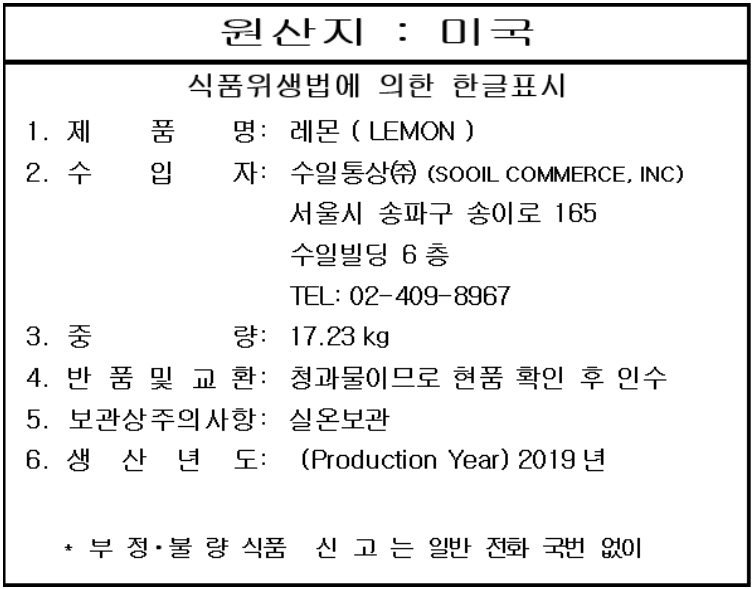 원산지 : 미국
식품위생법에 의한 한글표시
1. 제 품 명: 레몬 ( LEMON )
2. 수 입 자: 수일통상㈜ (SOOIL COMMERCE, INC)
서울시 송파구 송이로 165
수일빌딩 6 층
TEL: 02-409-8967
3. 중 량: 17.23 kg
4. 반 품 및 교 환: 청과물이므로 현품 확인 후 인수
5. 보관상주의사항: 실온보관
6. 생 산 년 도: (Production Year) 2019 년
* 부 정·불 량 식품 신 고 는 일반 전화 국번 없이